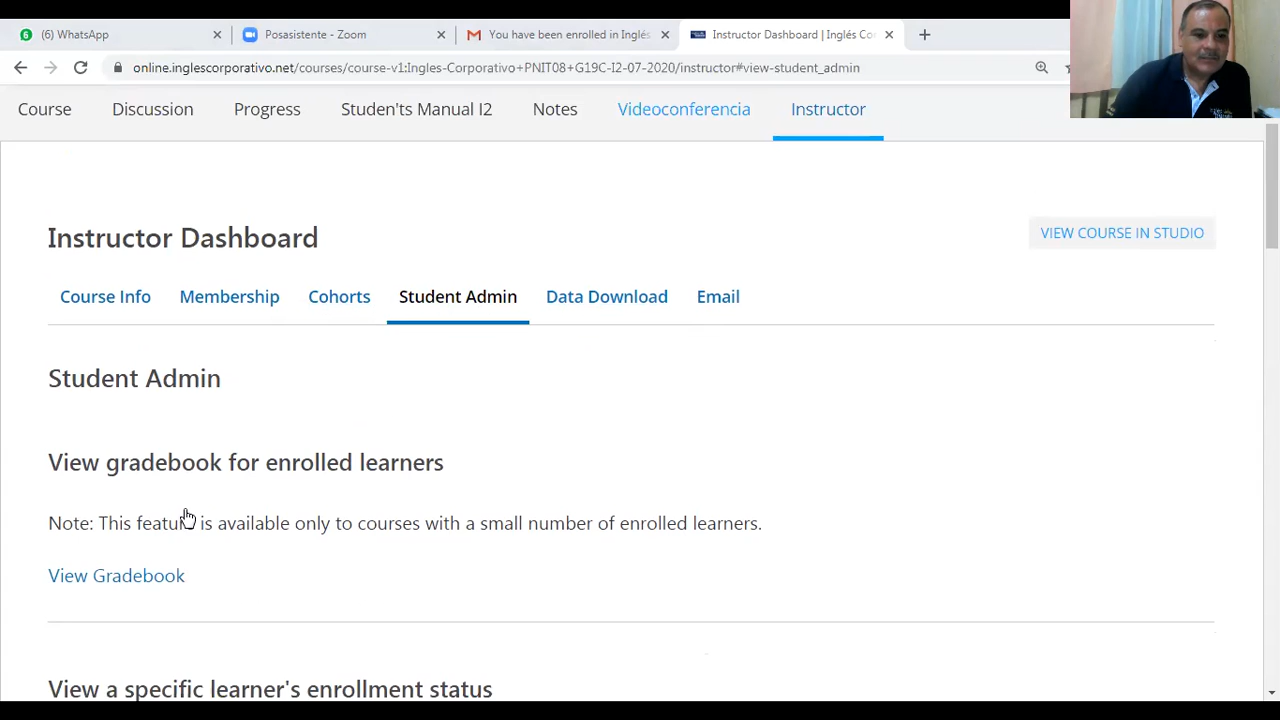 (6) WhatsApp
Posasistente - Zoom
You have been enrolled in Inglés
Instructor Dashboard | Inglés Co
online.inglescorporativo.net/courses/course-v1:Ingles-Corporativo+PNIT08+G19C-I2-07-2020/instructor#view-student_admin
Course Discussion Progress Studen'ts Manual I2 Notes Videoconferencia Instructor
Instructor Dashboard
VIEW COURSE IN STUDIO
Course Info Membership Cohorts Student Admin Data Download Email
Student Admin
View gradebook for enrolled learners
Note: This feature is available only to courses with a small number of enrolled learners.
View Gradebook
View a specific learner's enrollment status